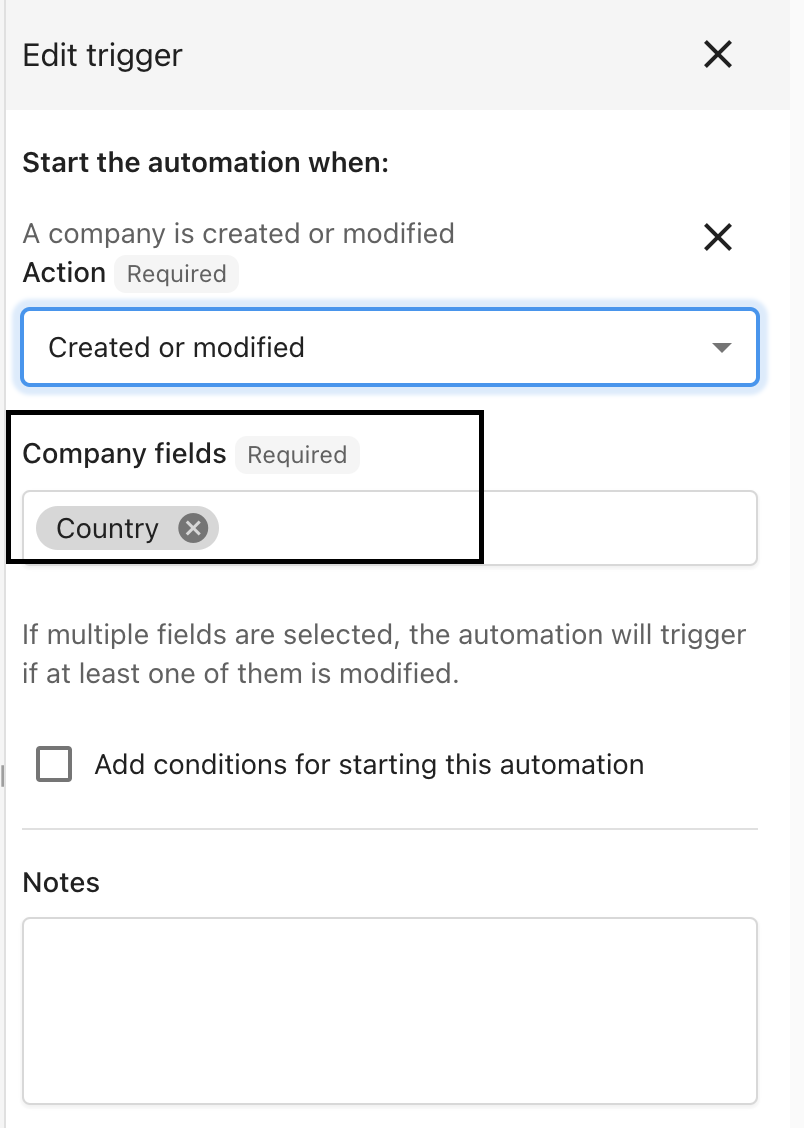 Edit trigger
Start the automation when:
A company is created or modified
Action Required
Created or modified
Company fields Required
Country
If multiple fields are selected, the automation will trigger
if at least one of them is modified.
Add conditions for starting this automation
Notes